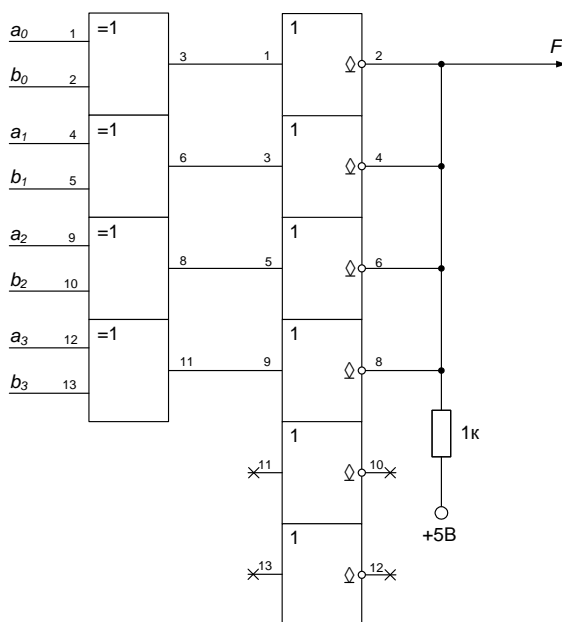 a0 1 =1 1
3 1 2 F
b0 2
a1 4 =1 1
6 3 4
b1 5
a2 9 =1 1
8 5 6
b2 10
a3 12 =1 1
11 9 8
b3 13
1
1к
11 10
+5В
1
13 12